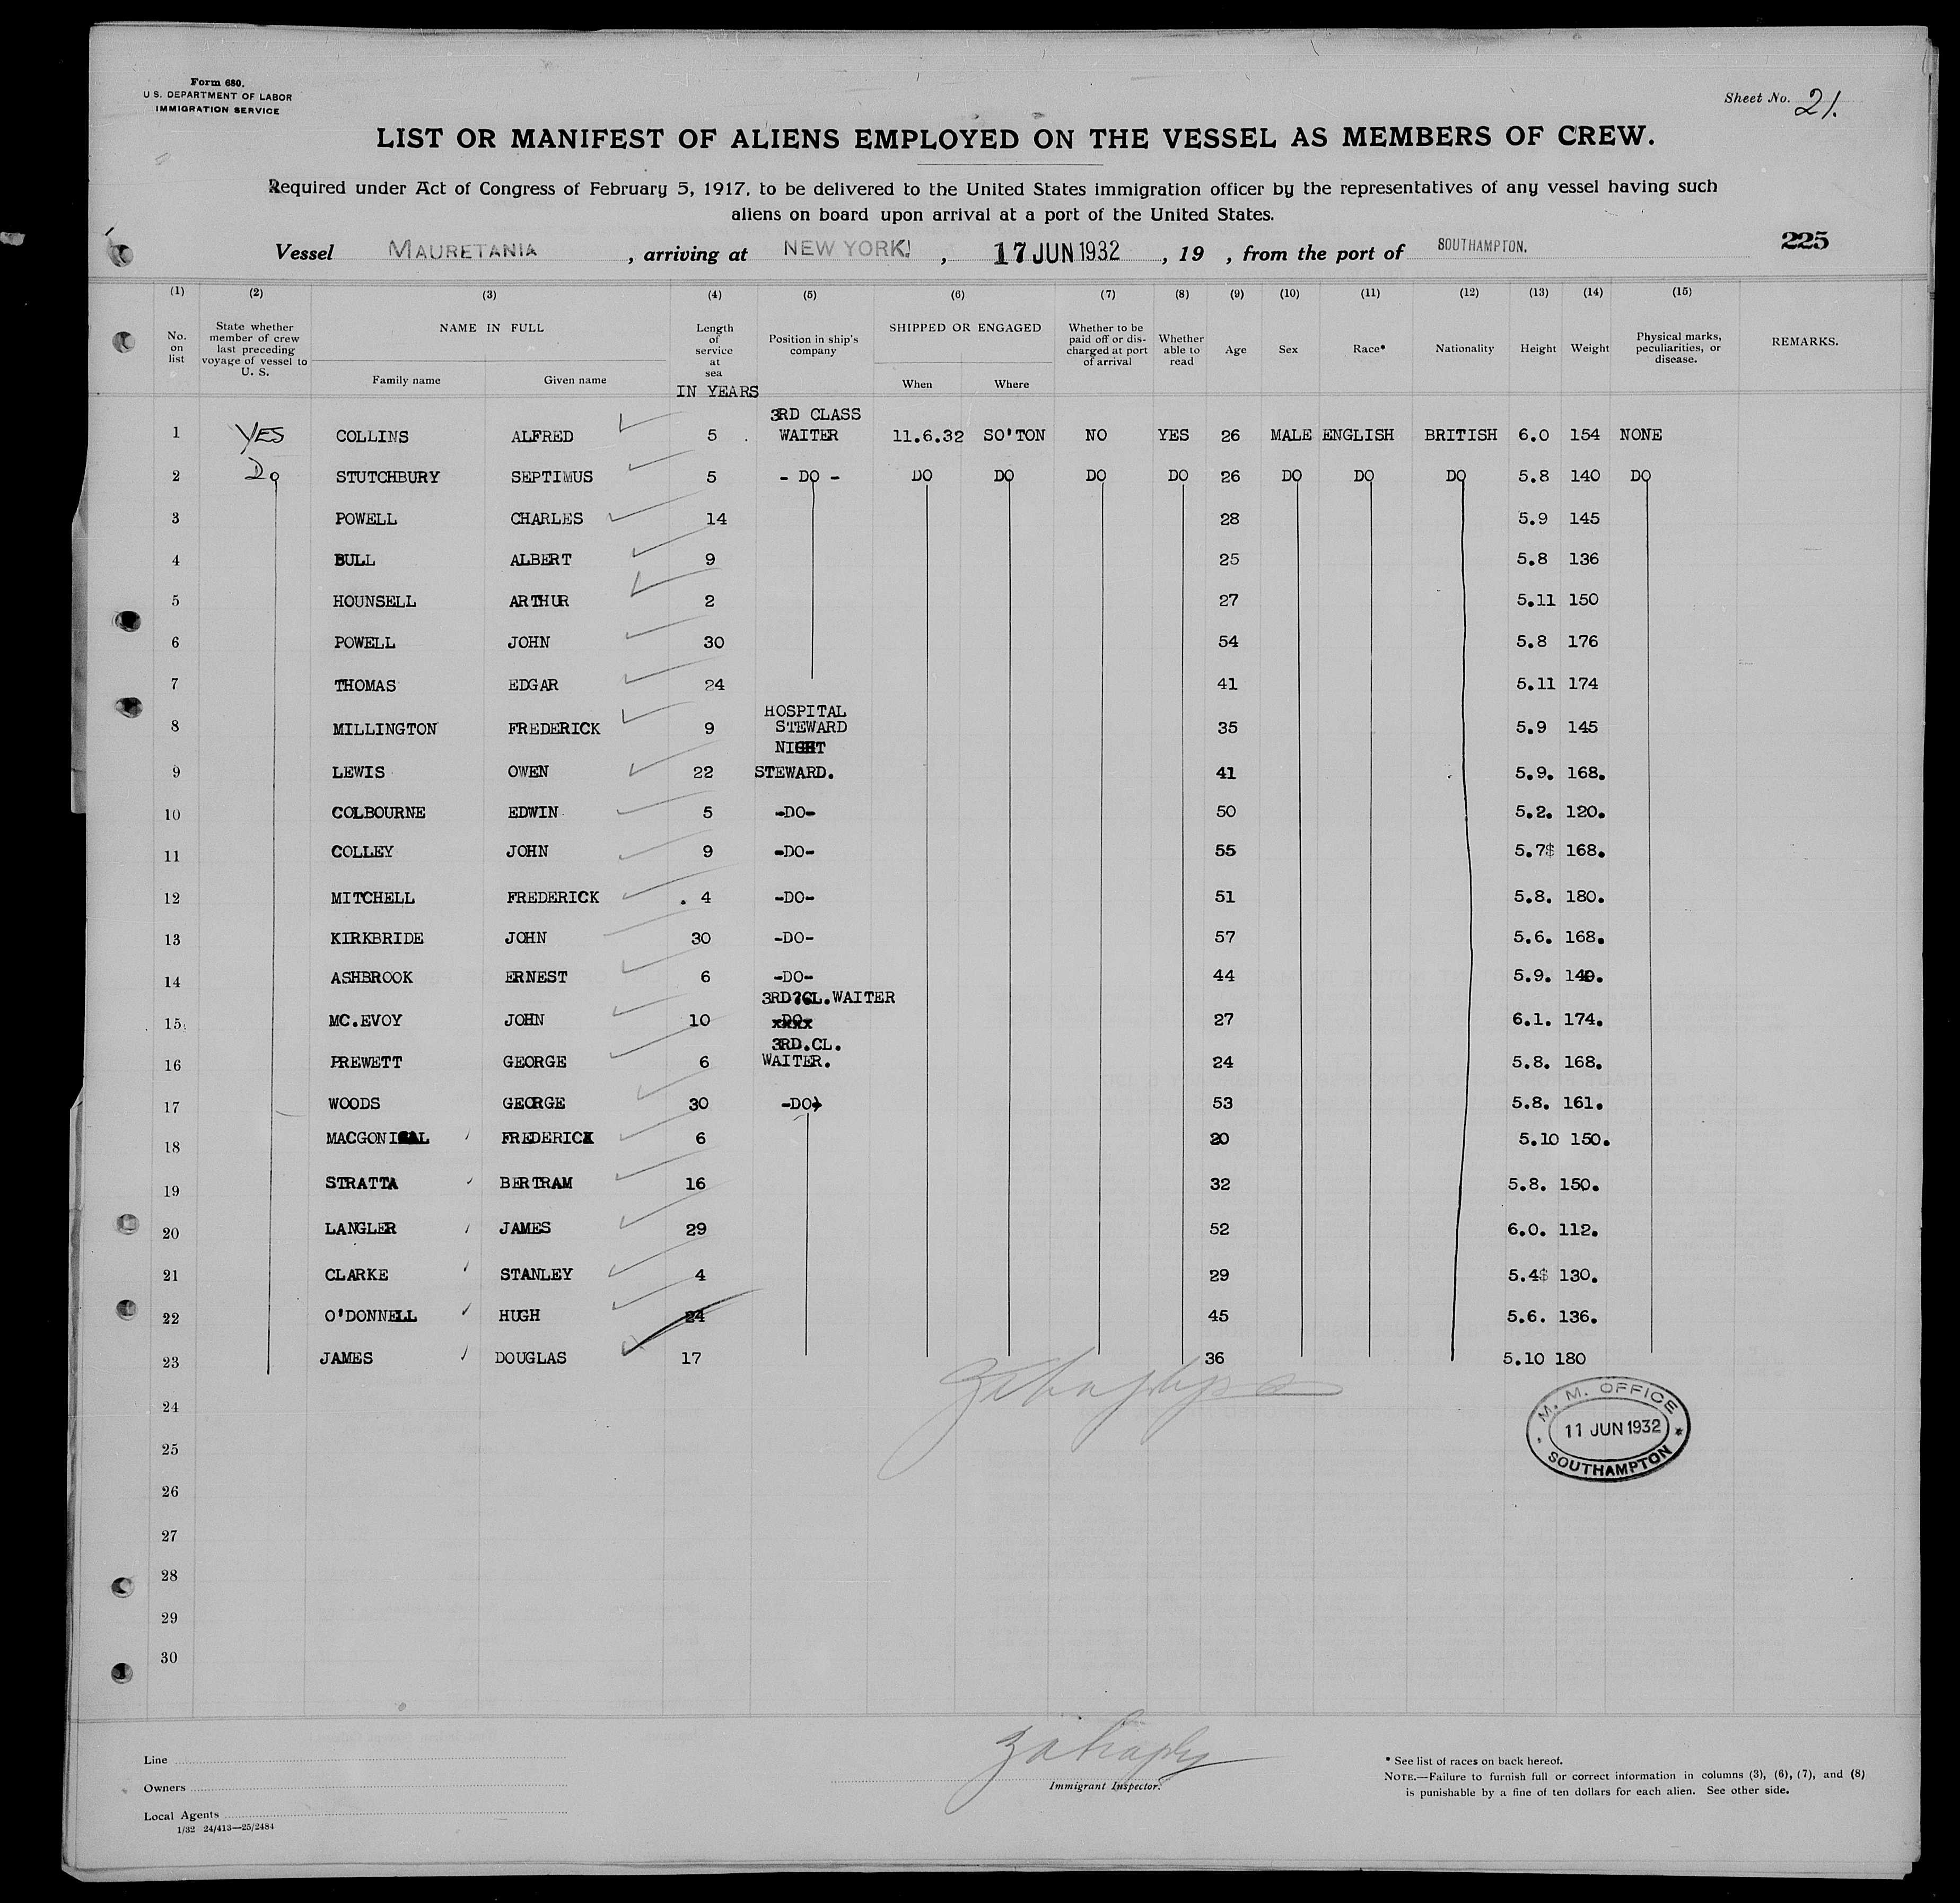 Form 680.
U S. DEPARTMENT OF LABOR
IMMIGRATION SERVICE
Sheet No. 21.
LIST OR MANIFEST OF ALIENS EMPLOYED ON THE VESSEL AS MEMBERS OF CREW.
Required under Act of Congress of February 5, 1917, to be delivered to the United States immigration officer by the representatives of any vessel having such
aliens on board upon arrival at a port of the United States.
Vessel MAURETANIA , arriving at NEW YORK! , 17 JUN 1932 , 19 , from the port of SOUTHAMPTON. 225
(1) (2) (3) (4) (5) (6) (7) (8) (9) (10) (11) (12) (13) (14) (15)
No. on list
State whether member of crew last preceding voyage of vessel to U. S.
NAME IN FULL
Family name Given name
Length of service at sea
IN YEARS
Position in ship's company
SHIPPED OR ENGAGED
When Where
Whether to be paid off or dis-charged at port of arrival
Whether able to read
Age Sex Race* Nationality Height Weight
Physical marks, peculiarities, or disease.
REMARKS.
3RD CLASS
1 YES COLLINS ALFRED 5 WAITER 11.6.32 SO'TON NO YES 26 MALE ENGLISH BRITISH 6.0 154 NONE
2 Do STUTCHBURY SEPTIMUS 5 - DO - DO DO DO DO 26 DO DO DO 5.8 140 DO
3 POWELL CHARLES 14 28 5.9 145
4 BULL ALBERT 9 25 5.8 136
5 HOUNSELL ARTHUR 2 27 5.11 150
6 POWELL JOHN 30 54 5.8 176
7 THOMAS EDGAR 24 41 5.11 174
HOSPITAL
8 MILLINGTON FREDERICK 9 STEWARD 35 5.9 145
NIGHT
9 LEWIS OWEN 22 STEWARD. 41 5.9. 168.
10 COLBOURNE EDWIN 5 -DO- 50 5.2. 120.
11 COLLEY JOHN 9 -DO- 55 5.7$ 168.
12 MITCHELL FREDERICK . 4 -DO- 51 5.8. 180.
13 KIRKBRIDE JOHN 30 -DO- 57 5.6. 168.
14 ASHBROOK ERNEST 6 -DO- 44 5.9. 140.
3RD?CL.WAITER
15 MC.EVOY JOHN 10 27 6.1. 174.
3RD.CL.
16 PREWETT GEORGE 6 WAITER. 24 5.8. 168.
17 WOODS GEORGE 30 -DO- 53 5.8. 161.
18 MACGONIGAL FREDERICK 6 20 5.10 150.
19 STRATTA BERTRAM 16 32 5.8. 150.
20 LANGLER JAMES 29 52 6.0. 112.
21 CLARKE STANLEY 4 29 5.4$ 130.
22 O'DONNELL HUGH 24 45 5.6. 136.
23 JAMES DOUGLAS 17 36 5.10 180
24
25
26
27
28
29
30
M. M. OFFICE
11 JUN 1932
SOUTHAMPTON
Line
Owners
Local Agents
1/32 24/413—25/2484
Immigrant Inspector.
* See list of races on back hereof.
NOTE.—Failure to furnish full or correct information in columns (3), (6), (7), and (8)
is punishable by a fine of ten dollars for each alien. See other side.